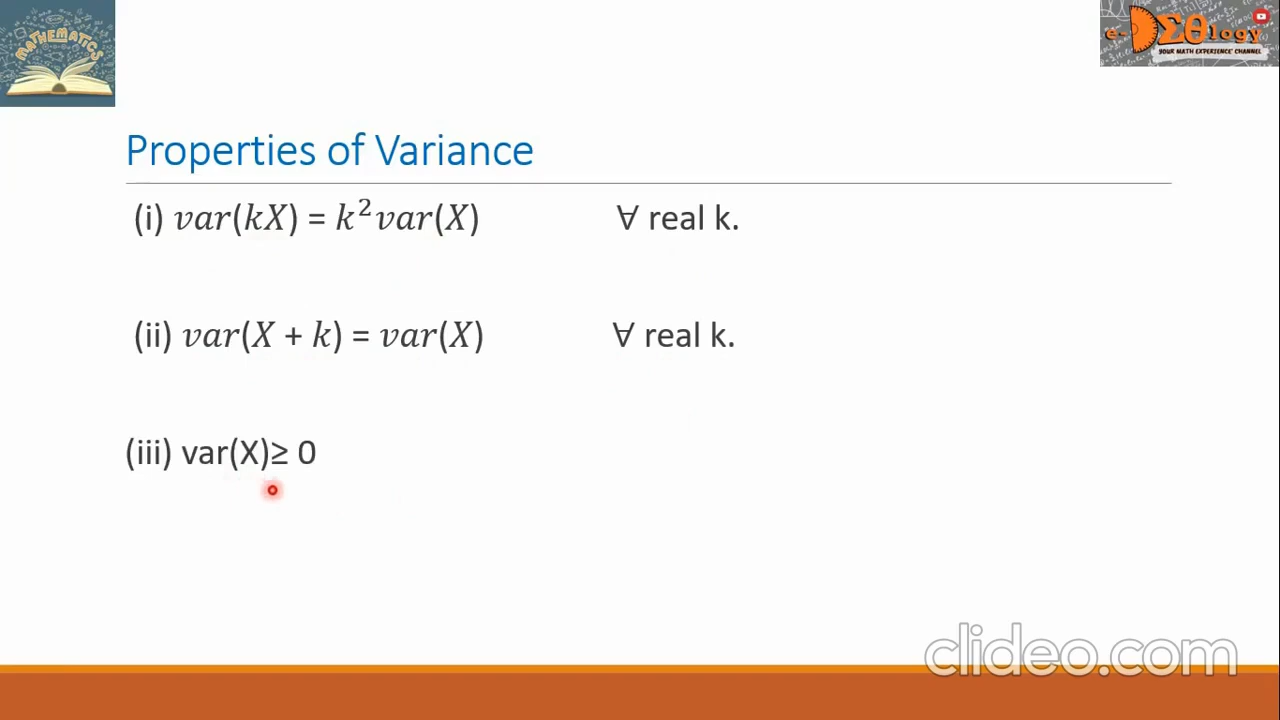 MATHEMATICS
e-DΣθlogy
YOUR MATH EXPERIENCE' CHANNEL
Properties of Variance
(i) var(kX) = k²var(X) ∀ real k.
(ii) var(X + k) = var(X) ∀ real k.
(iii) var(X)≥ 0
clideo.com